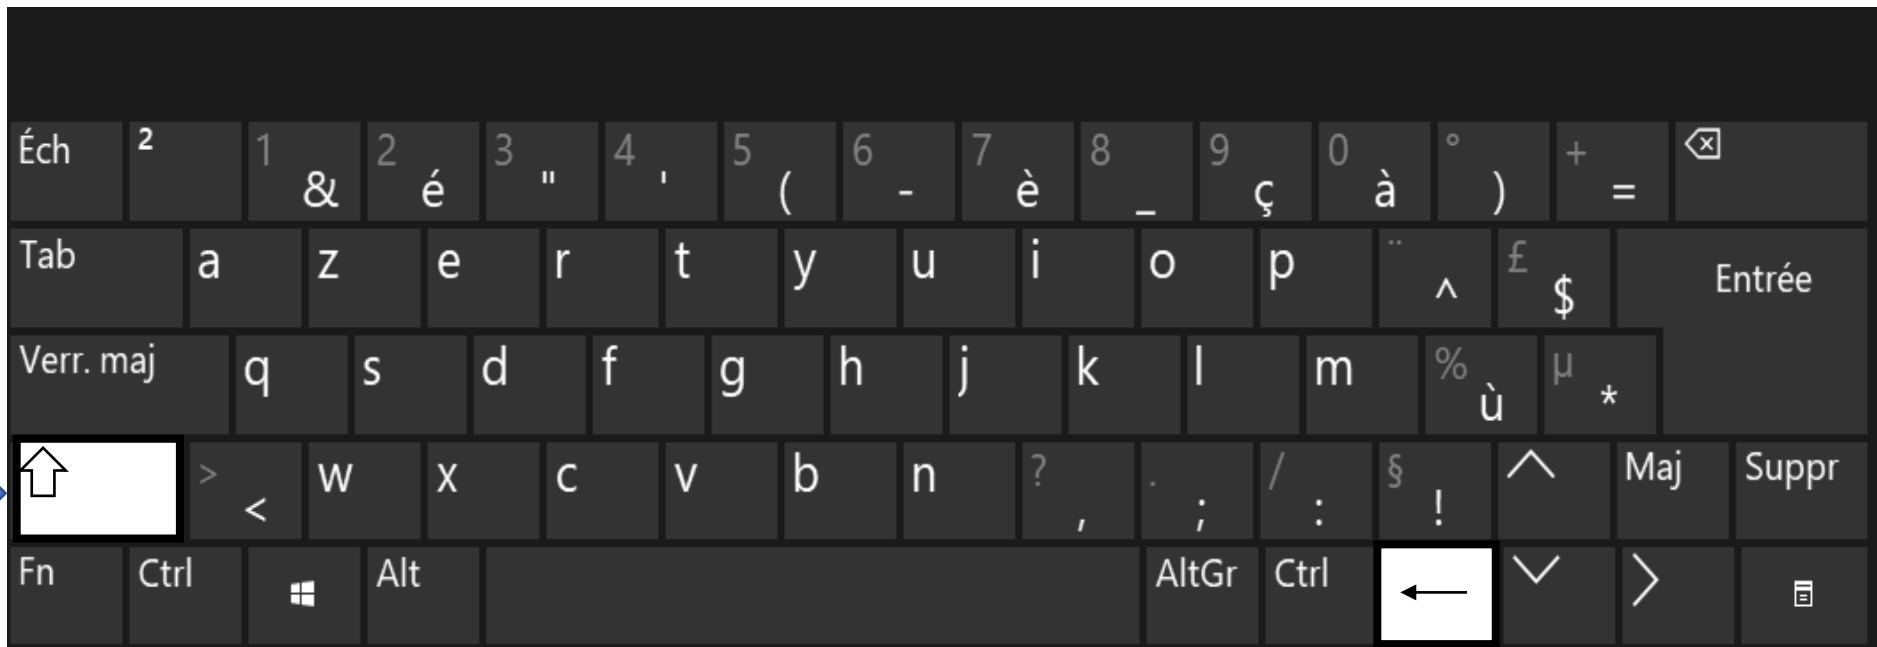 Éch ² 1 & 2 é 3 " 4 ' 5 ( 6 - 7 è 8 _ 9 ç 0 à ° ) + =
Tab a z e r t y u i o p ¨ ^ £ $ Entrée
Verr. maj q s d f g h j k l m % ù µ *
> < w x c v b n ? , . ; / : § ! Maj Suppr
Fn Ctrl Alt AltGr Ctrl